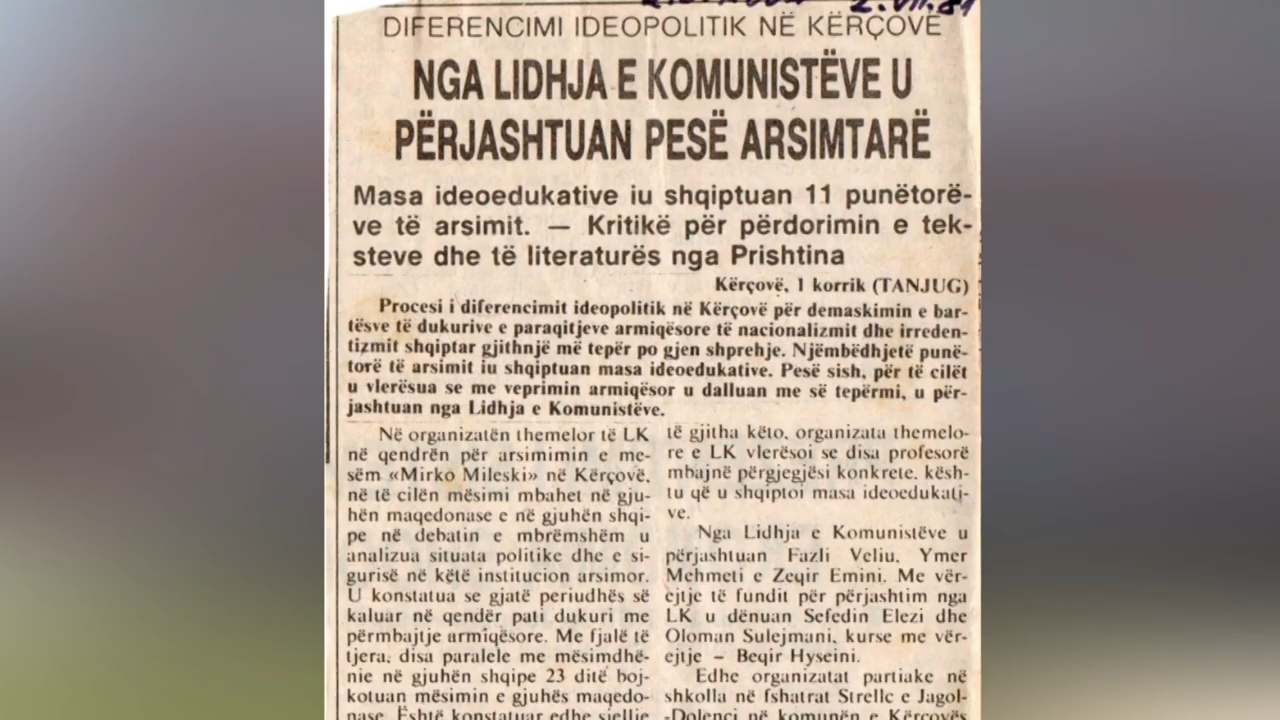 2.VII.81
DIFERENCIMI IDEOPOLITIK NË KËRÇOVË
NGA LIDHJA E KOMUNISTËVE U
PËRJASHTUAN PESË ARSIMTARË
Masa ideoedukative iu shqiptuan 11 punëtorë-
ve të arsimit. — Kritikë për përdorimin e tek-
steve dhe të literaturës nga Prishtina
Kërçovë, 1 korrik (TANJUG)
Procesi i diferencimit ideopolitik në Kërçovë për demaskimin e bar-
tësve të dukurive e paraqitjeve armiqësore të nacionalizmit dhe irreden-
tizmit shqiptar gjithnjë më tepër po gjen shprehje. Njëmbëdhjetë punë-
torë të arsimit iu shqiptuan masa ideoedukative. Pesë sish, për të cilët
u vlerësua se me veprimin armiqësor u dalluan me së tepërmi, u për-
jashtuan nga Lidhja e Komunistëve.
Në organizatën themelor të LK
në qendrën për arsimimin e me-
sëm «Mirko Mileski» në Kërçovë,
në të cilën mësimi mbahet në gju-
hën maqedonase e në gjuhën shqi-
pe në debatin e mbrëmshëm u
analizua situata politike dhe e si-
gurisë në këtë institucion arsimor.
U konstatua se gjatë periudhës së
kaluar në qendër pati dukuri me
përmbajtje armiqësore. Me fjalë të
tjera, disa paralele me mësimdhë-
nie në gjuhën shqipe 23 ditë boj-
kotuan mësimin e gjuhës maqedo-
nase. Është konstatuar edhe sjellje
të gjitha këto, organizata themelo-
re e LK vlerësoi se disa profesorë
mbajnë përgjegjësi konkrete, kësh-
tu që u shqiptoi masa ideoedukati-
ve.
Nga Lidhja e Komunistëve u
përjashtuan Fazli Veliu, Ymer
Mehmeti e Zeqir Emini. Me vër-
ejtje të fundit për përjashtim nga
LK u dënuan Sefedin Elezi dhe
Oloman Sulejmani, kurse me vër-
ejtje – Beqir Hyseini.
Edhe organizatat partiake në
shkolla në fshatrat Strellc e Jagol-
-Dolenci në komunën e Kërçovës